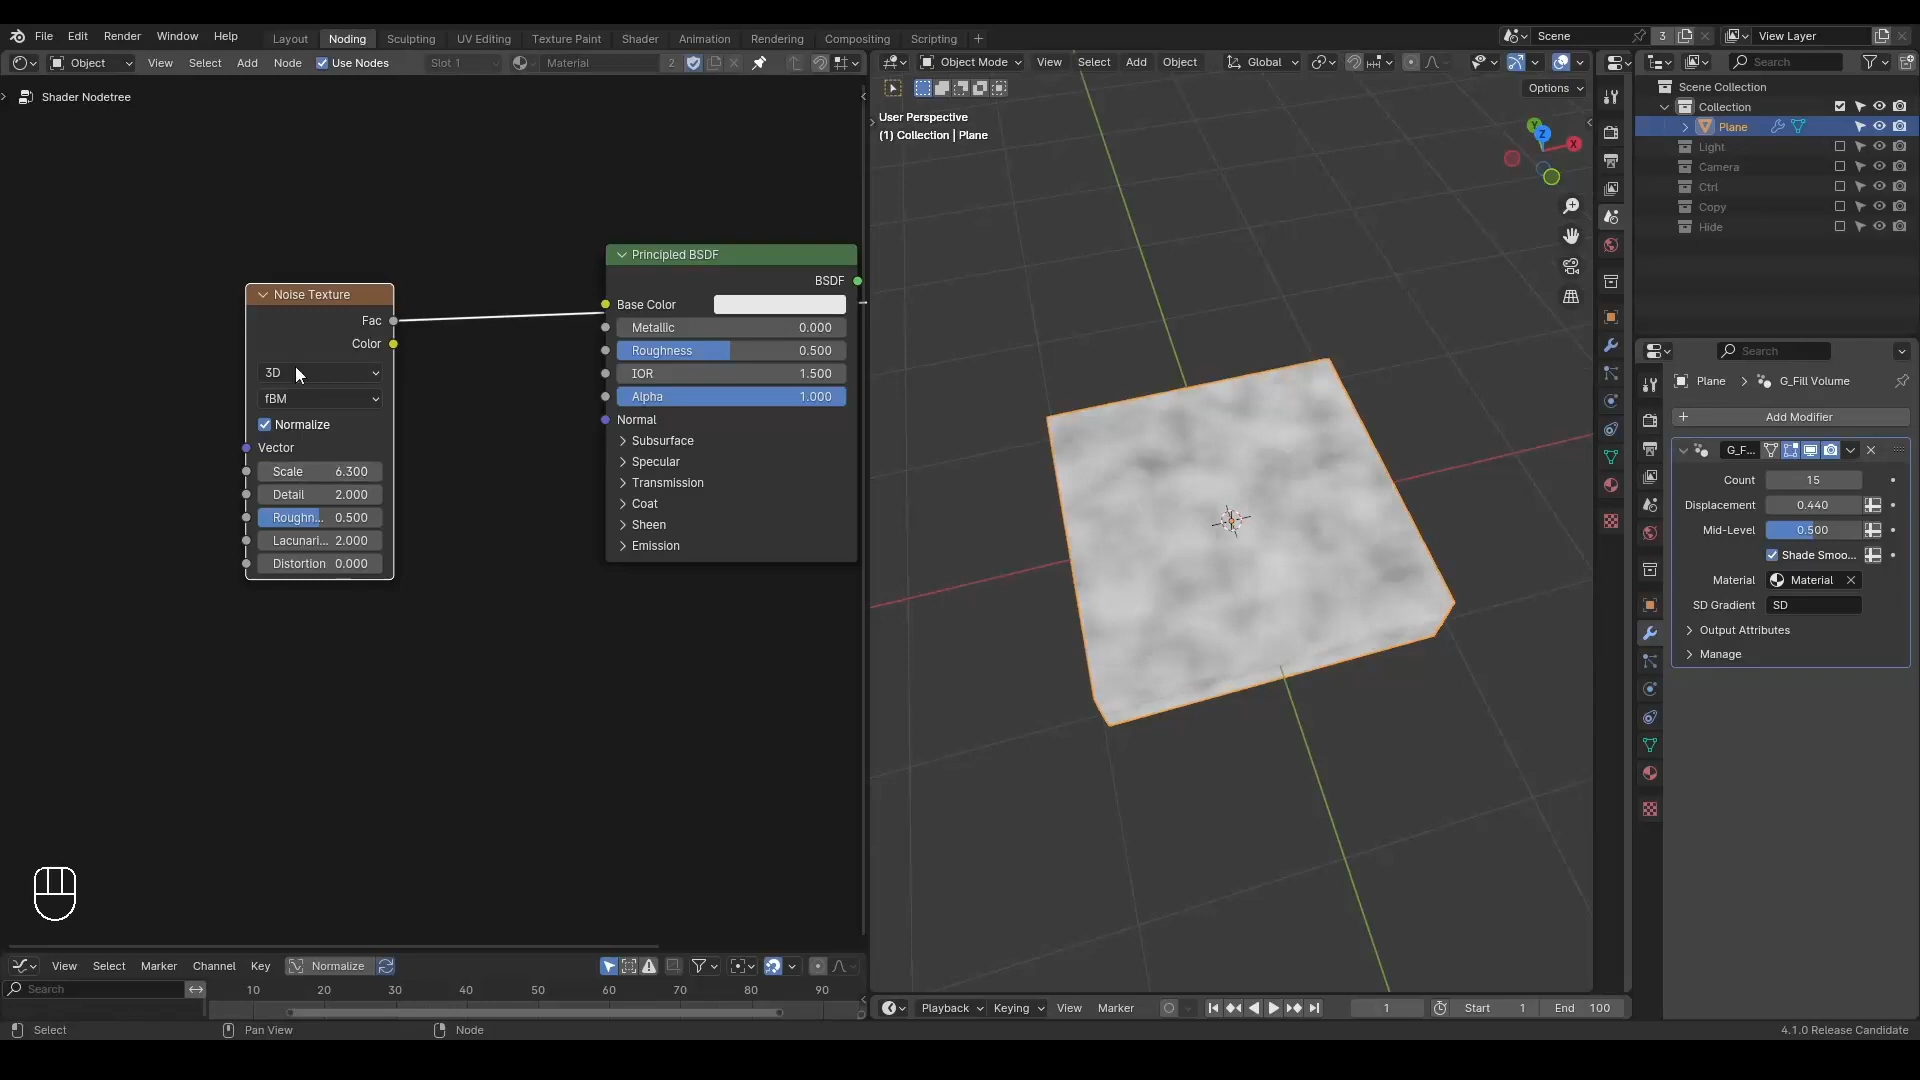 File Edit Render Window Help
Layout Noding Sculpting UV Editing Texture Paint Shader Animation Rendering Compositing Scripting +
Scene 3 View Layer
Object View Select Add Node Use Nodes Slot 1 Material 2
Object Mode View Select Add Object Global
Search
Shader Nodetree
Options
User Perspective
(1) Collection | Plane
Z
Y
X
Scene Collection
Collection
Plane
Light
Camera
Ctrl
Copy
Hide
Noise Texture
Fac
Color
3D
fBM
Normalize
Vector
Scale 6.300
Detail 2.000
Roughn... 0.500
Lacunari... 2.000
Distortion 0.000
Principled BSDF
BSDF
Base Color
Metallic 0.000
Roughness 0.500
IOR 1.500
Alpha 1.000
Normal
Subsurface
Specular
Transmission
Coat
Sheen
Emission
Search
Plane > G_Fill Volume
+ Add Modifier
G_F...
Count 15
Displacement 0.440
Mid-Level 0.500
Shade Smoo...
Material Material
SD Gradient SD
Output Attributes
Manage
View Select Marker Channel Key Normalize
Search
10 20 30 40 50 60 70 80 90
Playback Keying View Marker 1 Start 1 End 100
Select Pan View Node
4.1.0 Release Candidate